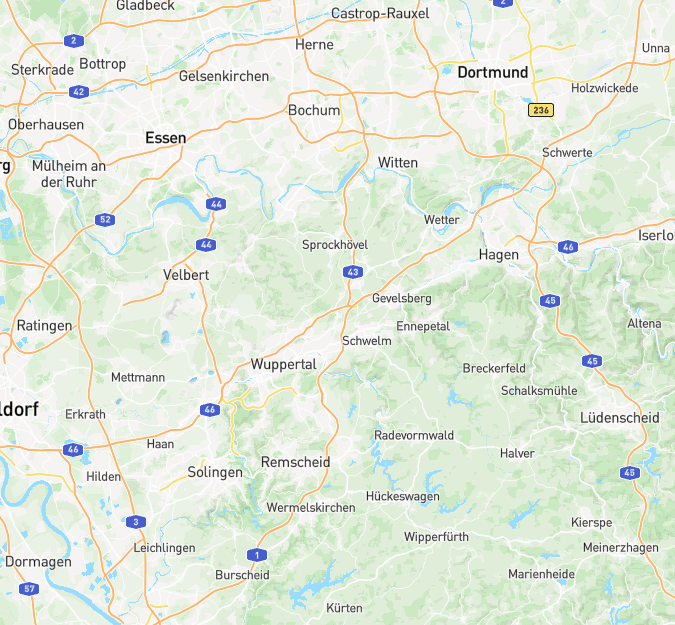 Gladbeck
2
Castrop-Rauxel
2
Herne
Unna
Sterkrade
Bottrop
Gelsenkirchen
Dortmund
42
Holzwickede
Bochum
236
Oberhausen
Essen
Schwerte
rg
Mülheim an
der Ruhr
Witten
44
52
Wetter
44
Sprockhövel
46
Iserlo
Hagen
Velbert
43
Gevelsberg
45
Ratingen
Ennepetal
Altena
Schwelm
Wuppertal
45
Breckerfeld
Mettmann
Schalksmühle
ldorf
Erkrath
46
Lüdenscheid
Haan
Radevormwald
46
Halver
Hilden
Solingen
Remscheid
45
Hückeswagen
Wermelskirchen
3
Kierspe
Wipperfürth
Leichlingen
1
Meinerzhagen
Dormagen
Burscheid
Marienheide
57
Kürten